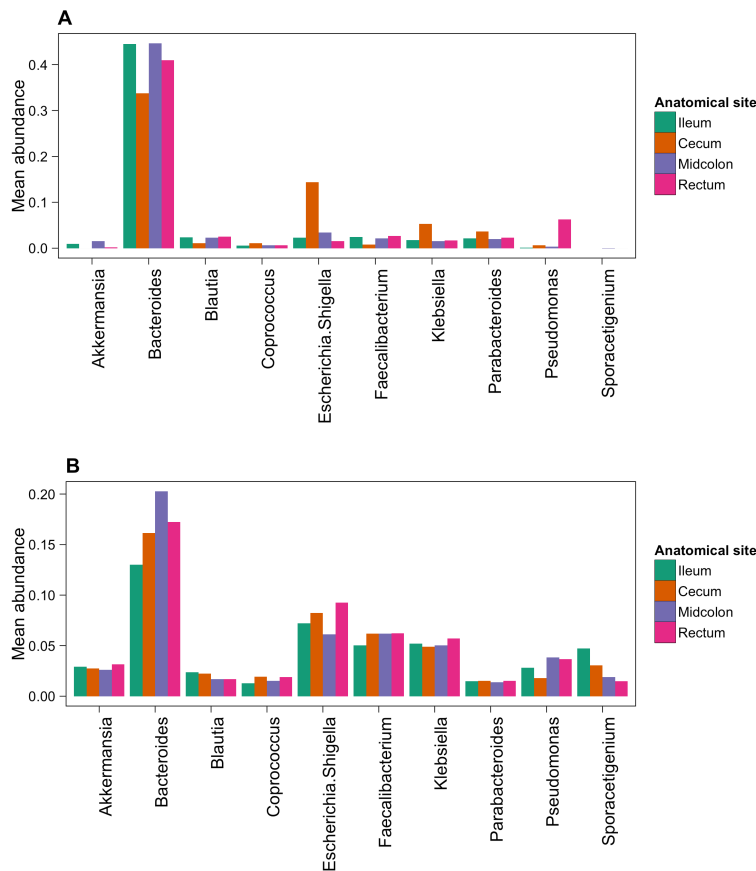 A
Mean abundance
0.4
0.3
0.2
0.1
0.0
Akkermansia
Bacteroides
Blautia
Coprococcus
Escherichia.Shigella
Faecalibacterium
Klebsiella
Parabacteroides
Pseudomonas
Sporacetigenium
Anatomical site
Ileum
Cecum
Midcolon
Rectum
B
Mean abundance
0.20
0.15
0.10
0.05
0.00
Akkermansia
Bacteroides
Blautia
Coprococcus
Escherichia.Shigella
Faecalibacterium
Klebsiella
Parabacteroides
Pseudomonas
Sporacetigenium
Anatomical site
Ileum
Cecum
Midcolon
Rectum